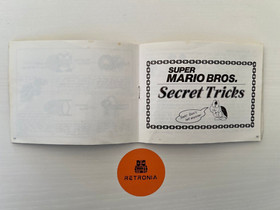 SUPER
MARIO BROS.
Secret Tricks
RETRONIA